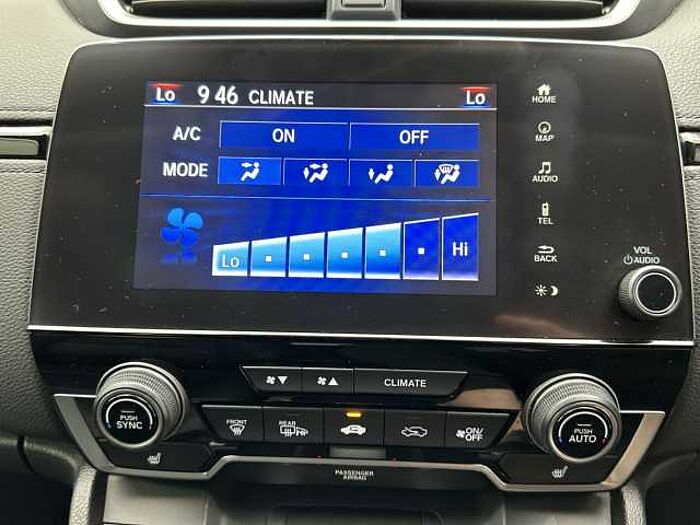 Lo 9 46 CLIMATE Lo
A/C ON OFF
MODE
Lo Hi
HOME
MAP
AUDIO
TEL
BACK
VOL
AUDIO
CLIMATE
PUSH
SYNC
FRONT
REAR
ON/
OFF
PUSH
AUTO
PASSENGER
AIRBAG